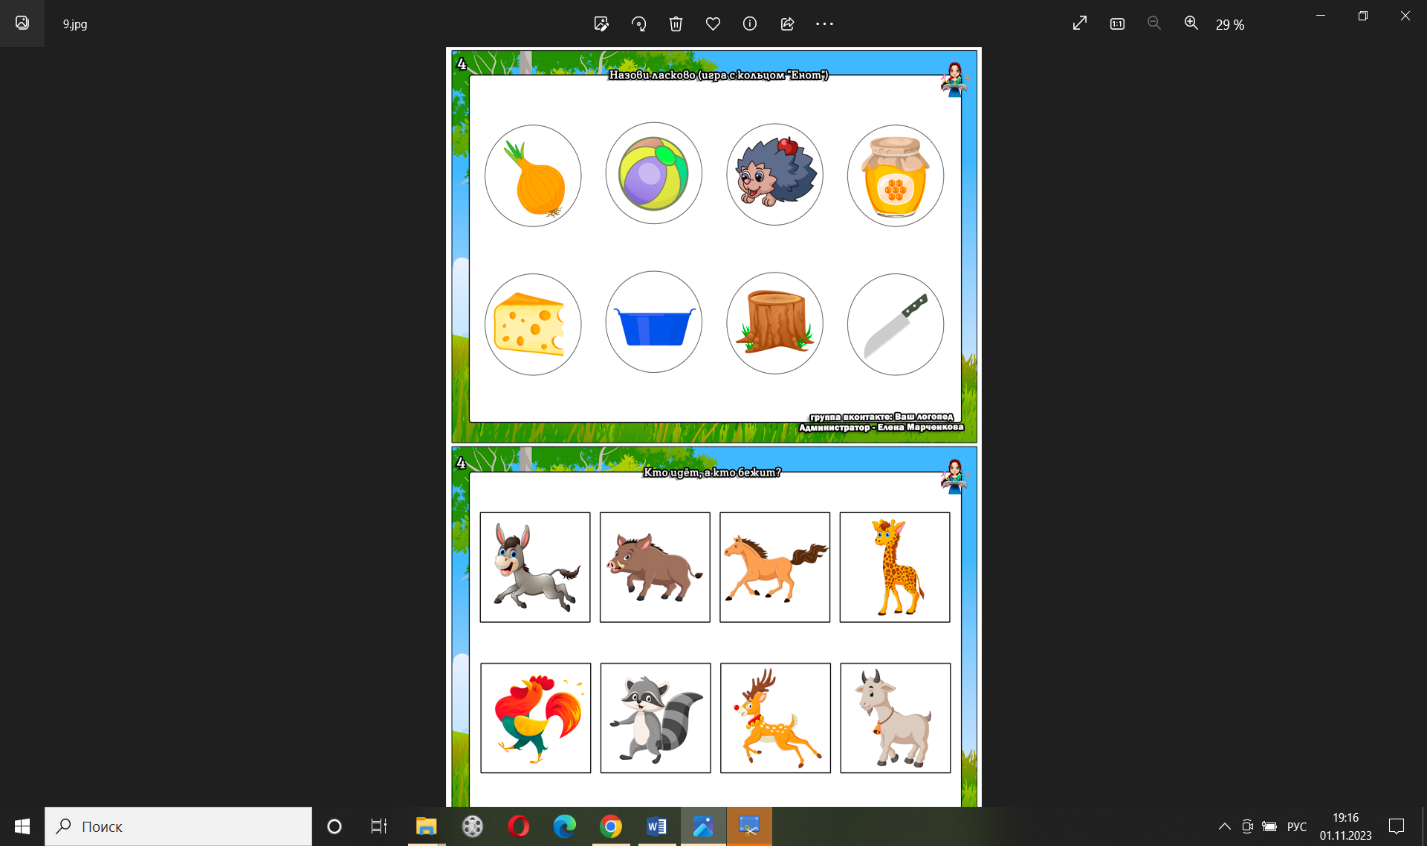 9.jpg
29 %
4
Назови ласково (игра с кольцом "Енот")
группа вконтакте: Ваш логопед
Администратор - Елена Марченкова
4
Кто идёт, а кто бежит?
Поиск
РУС
19:16
01.11.2023